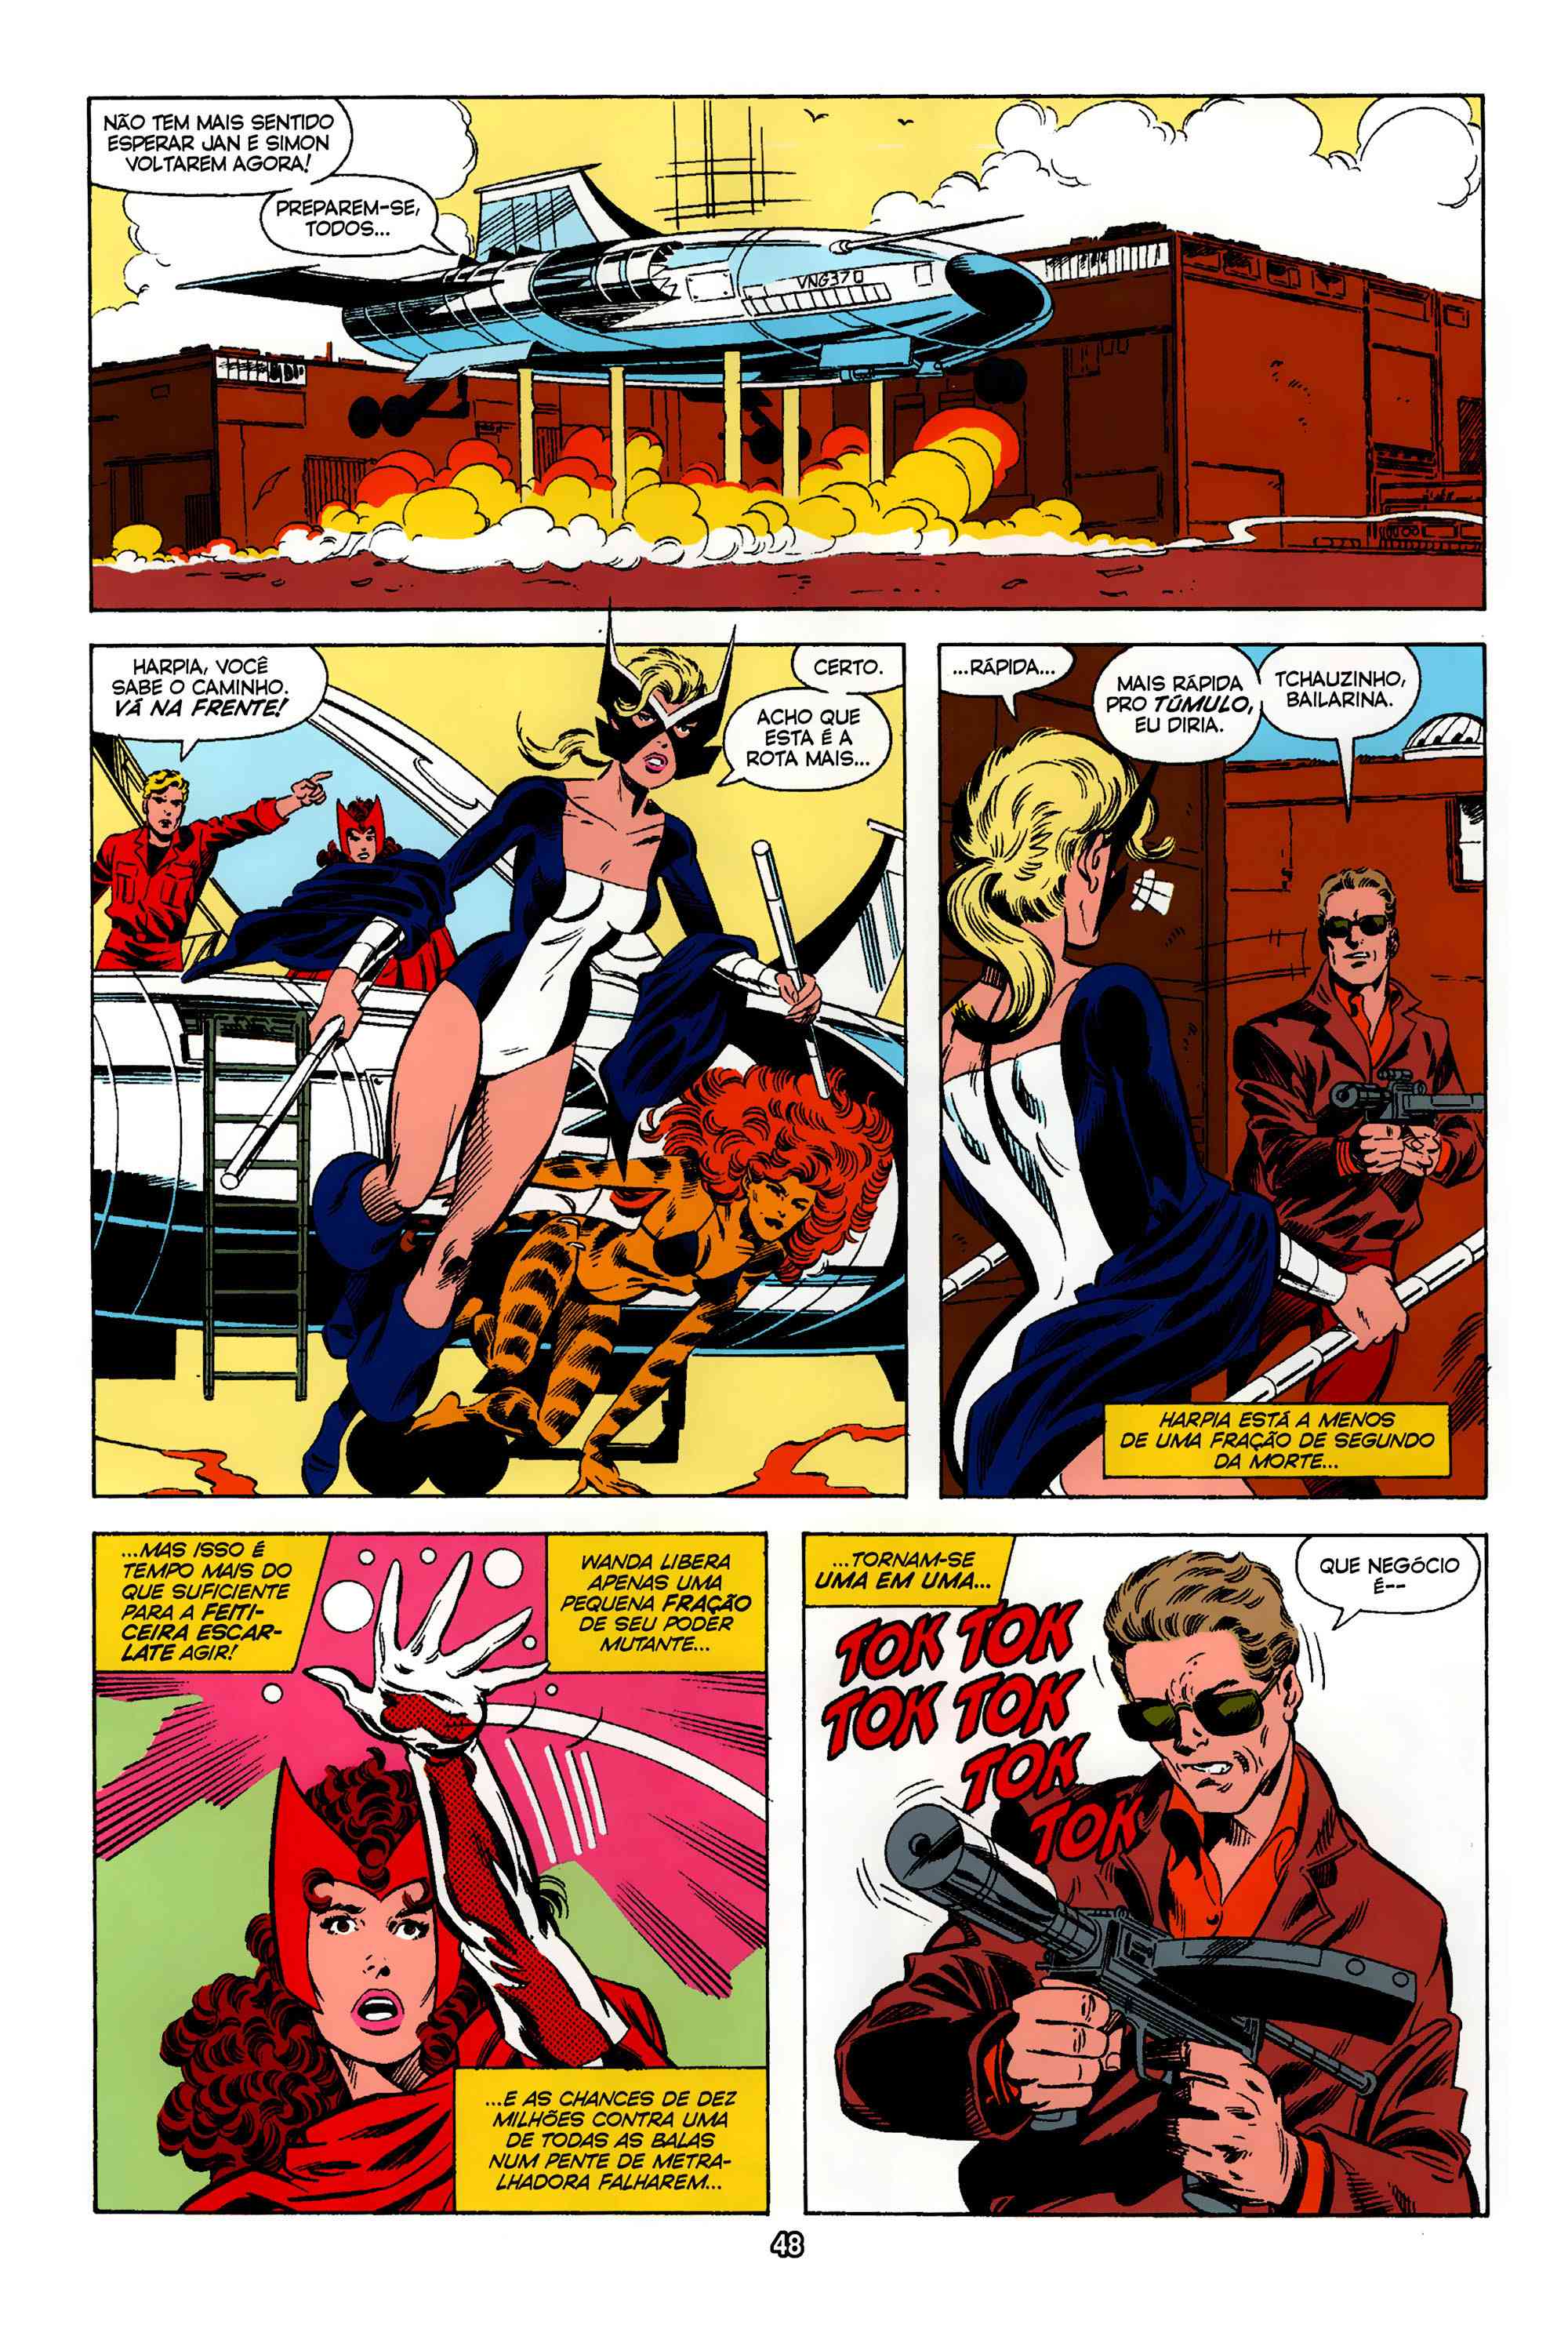 NÃO TEM MAIS SENTIDO
ESPERAR JAN E SIMON
VOLTAREM AGORA!
PREPAREM-SE,
TODOS...
VNG370
HARPIA, VOCÊ
SABE O CAMINHO.
VÁ NA FRENTE!
CERTO.
ACHO QUE
ESTA É A
ROTA MAIS...
...RÁPIDA...
MAIS RÁPIDA
PRO TÚMULO,
EU DIRIA.
TCHAUZINHO,
BAILARINA.
HARPIA ESTÁ A MENOS
DE UMA FRAÇÃO DE SEGUNDO
DA MORTE...
...MAS ISSO É
TEMPO MAIS DO
QUE SUFICIENTE
PARA A FEITI-
CEIRA ESCAR-
LATE AGIR!
WANDA LIBERA
APENAS UMA
PEQUENA FRAÇÃO
DE SEU PODER
MUTANTE...
...E AS CHANCES DE DEZ
MILHÕES CONTRA UMA
DE TODAS AS BALAS
NUM PENTE DE METRA-
LHADORA FALHAREM...
...TORNAM-SE
UMA EM UMA...
TOK TOK
TOK TOK
TOK
TOK
QUE NEGÓCIO
É--
48